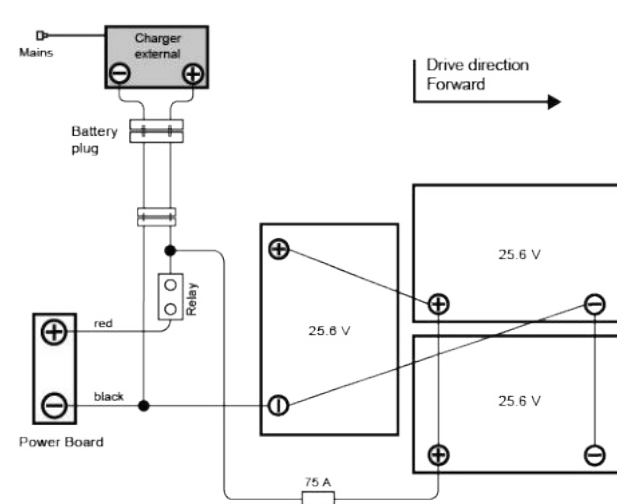 Charger
external
Mains
Drive direction
Forward
Battery
plug
25.6 V
Relay
red
25.6 V
black
25.6 V
Power Board
75 A